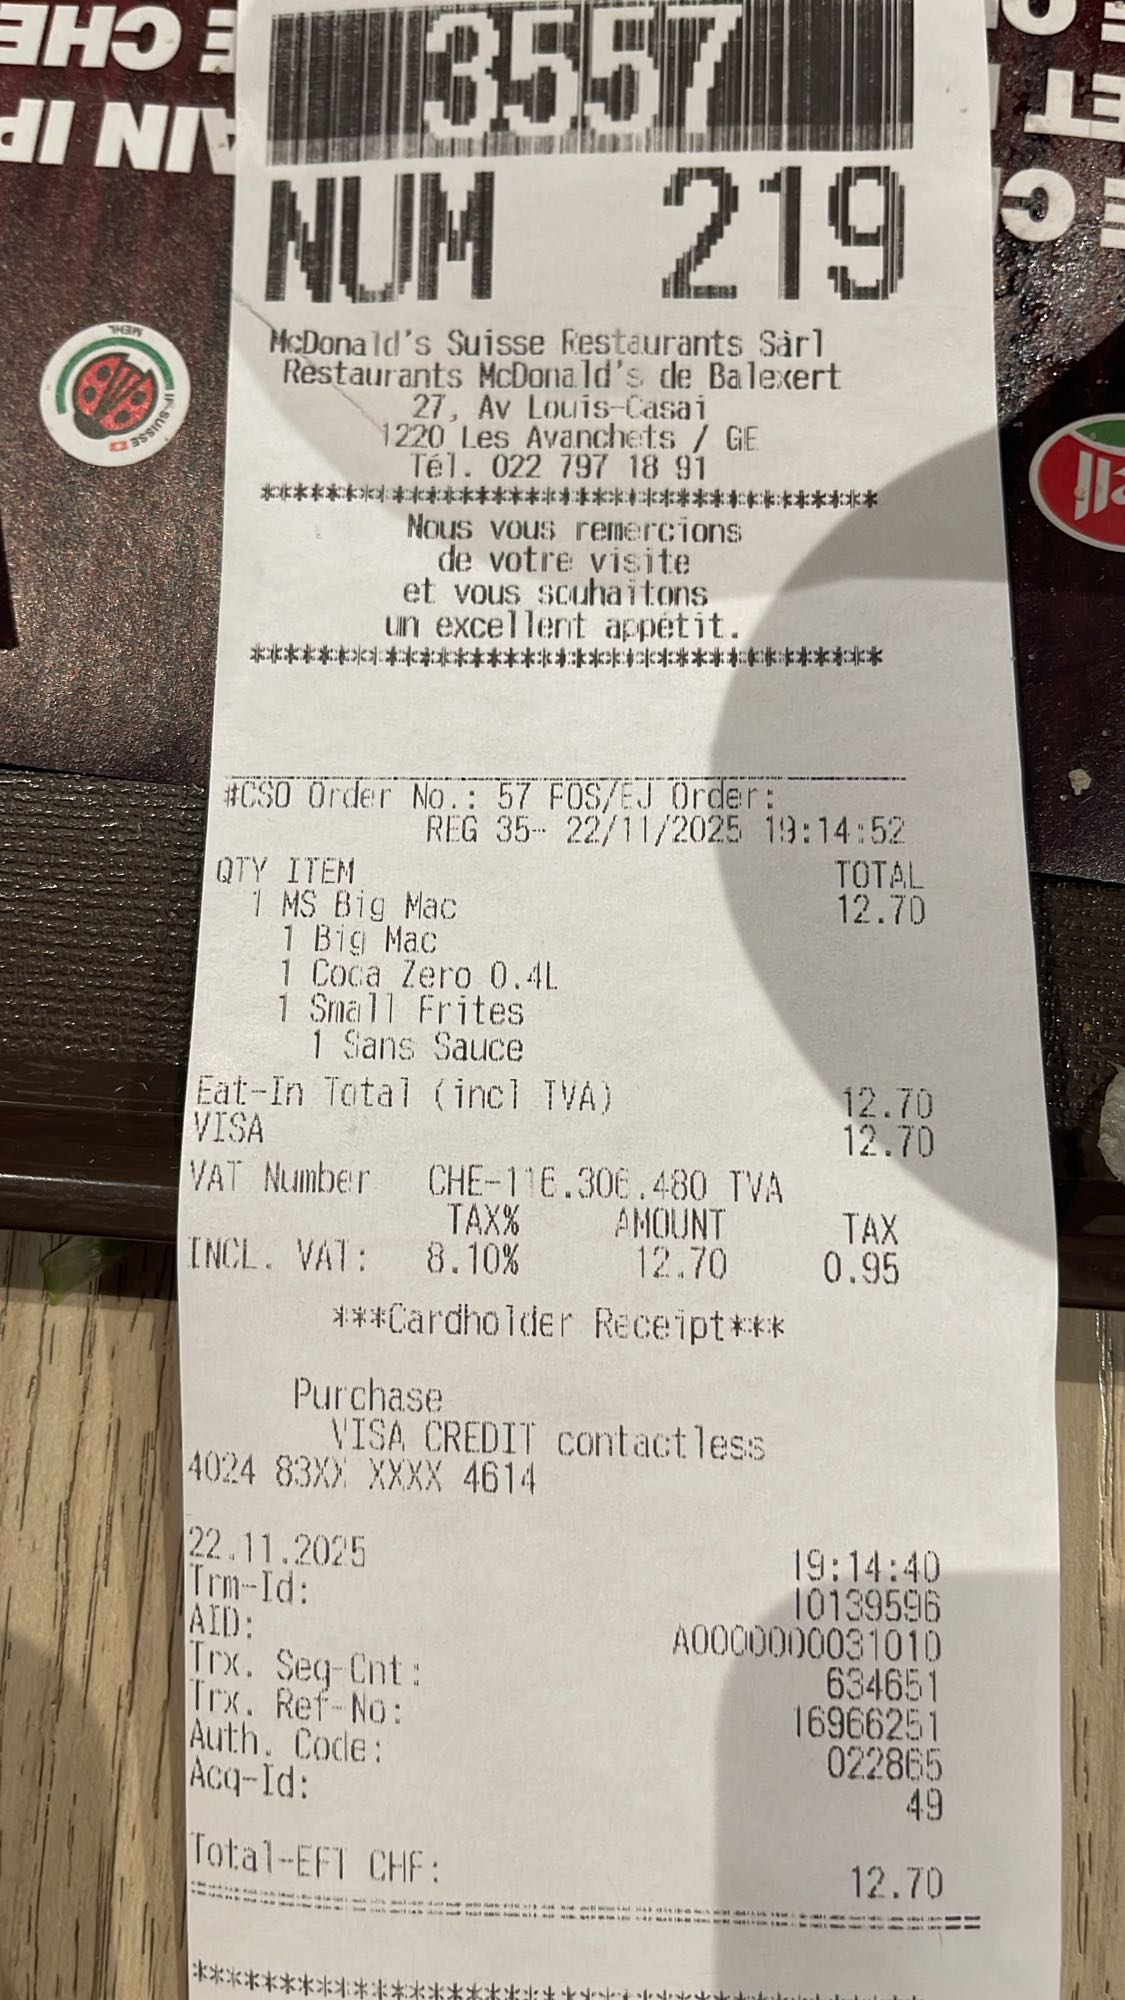 3557
NUM 219
McDonald's Suisse Restaurants Sàrl
Restaurants McDonald's de Balexert
27, Av Louis-Casai
1220 Les Avanchets / GE
Tél. 022 797 18 91
************************************
Nous vous remercions
de votre visite
et vous souhaitons
un excellent appétit.
************************************
#CSO Order No.: 57 POS/EJ Order:
REG 35- 22/11/2025 19:14:52
QTY ITEM TOTAL
1 MS Big Mac 12.70
1 Big Mac
1 Coca Zero 0.4L
1 Small Frites
1 Sans Sauce
Eat-In Total (incl TVA) 12.70
VISA 12.70
VAT Number CHE-116.306.480 TVA
TAX% AMOUNT TAX
INCL. VAT: 8.10% 12.70 0.95
***Cardholder Receipt***
Purchase
VISA CREDIT contactless
4024 83XX XXXX 4614
22.11.2025 19:14:40
Trm-Id: 10139596
AID: A0000000031010
Trx. Seq-Cnt: 634651
Trx. Ref-No: 16966251
Auth. Code: 022865
Acq-Id: 49
Total-EFT CHF: 12.70
IP-SUISSE
MEHL